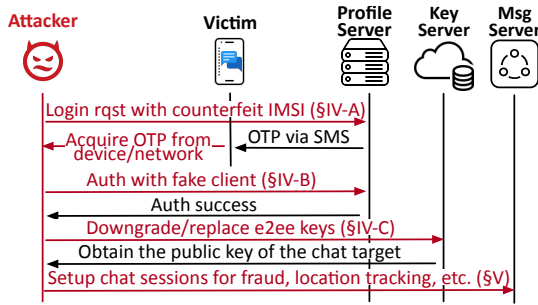 Attacker
Victim
Profile
Server
Key
Server
Msg
Server
Login rqst with counterfeit IMSI (§IV-A)
Acquire OTP from
device/network
OTP via SMS
Auth with fake client (§IV-B)
Auth success
Downgrade/replace e2ee keys (§IV-C)
Obtain the public key of the chat target
Setup chat sessions for fraud, location tracking, etc. (§V)